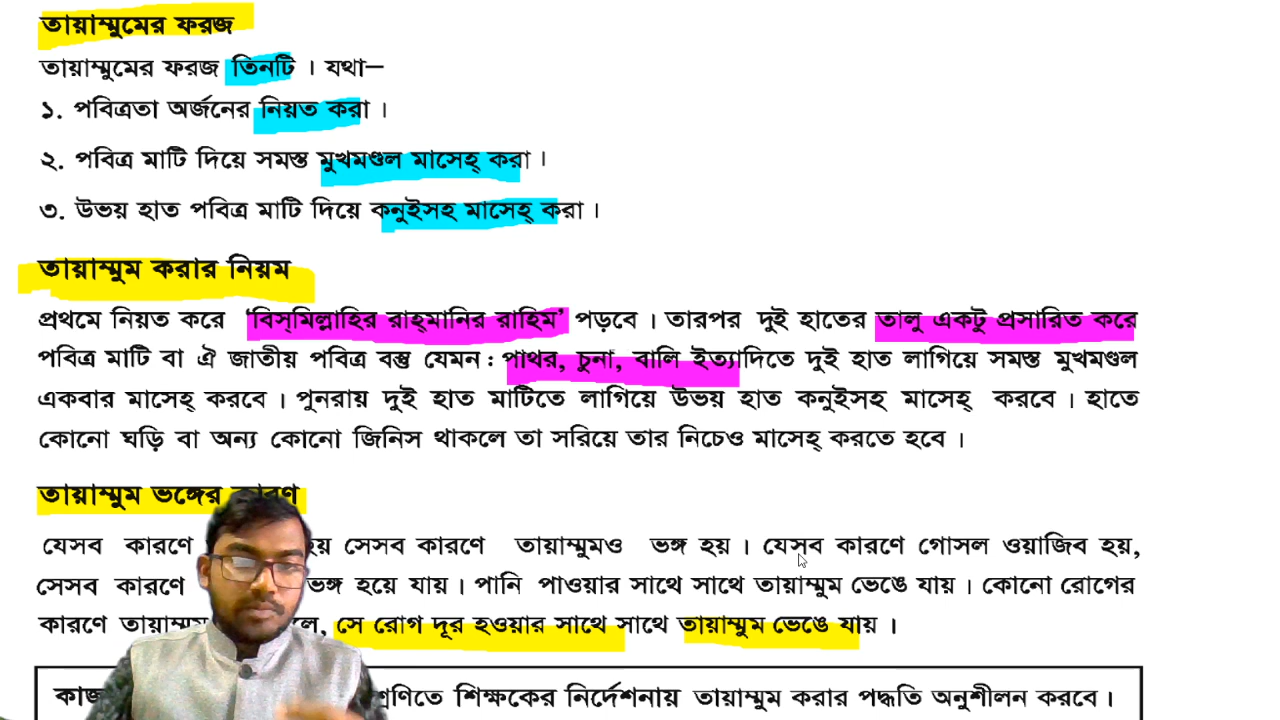 তায়াম্মুমের ফরজ
তায়াম্মুমের ফরজ তিনটি । যথা—
১. পবিত্রতা অর্জনের নিয়ত করা ।
২. পবিত্র মাটি দিয়ে সমস্ত মুখমণ্ডল মাসেহ্ করা ।
৩. উভয় হাত পবিত্র মাটি দিয়ে কনুইসহ মাসেহ্ করা ।
তায়াম্মুম করার নিয়ম
প্রথমে নিয়ত করে ‘বিস্‌মিল্লাহির রাহ্‌মানির রাহিম’ পড়বে । তারপর দুই হাতের তালু একটু প্রসারিত করে
পবিত্র মাটি বা ঐ জাতীয় পবিত্র বস্তু যেমন : পাথর, চুনা, বালি ইত্যাদিতে দুই হাত লাগিয়ে সমস্ত মুখমণ্ডল
একবার মাসেহ্ করবে । পুনরায় দুই হাত মাটিতে লাগিয়ে উভয় হাত কনুইসহ মাসেহ্ করবে । হাতে
কোনো ঘড়ি বা অন্য কোনো জিনিস থাকলে তা সরিয়ে তার নিচেও মাসেহ্ করতে হবে ।
তায়াম্মুম ভঙ্গের কারণ
যেসব কারণে হয় সেসব কারণে তায়াম্মুমও ভঙ্গ হয় । যেসব কারণে গোসল ওয়াজিব হয়,
সেসব কারণে ভঙ্গ হয়ে যায় । পানি পাওয়ার সাথে সাথে তায়াম্মুম ভেঙে যায় । কোনো রোগের
কারণে তায়াম্মুম সে রোগ দূর হওয়ার সাথে সাথে তায়াম্মুম ভেঙে যায় ।
শিক্ষকের নির্দেশনায় তায়াম্মুম করার পদ্ধতি অনুশীলন করবে ।